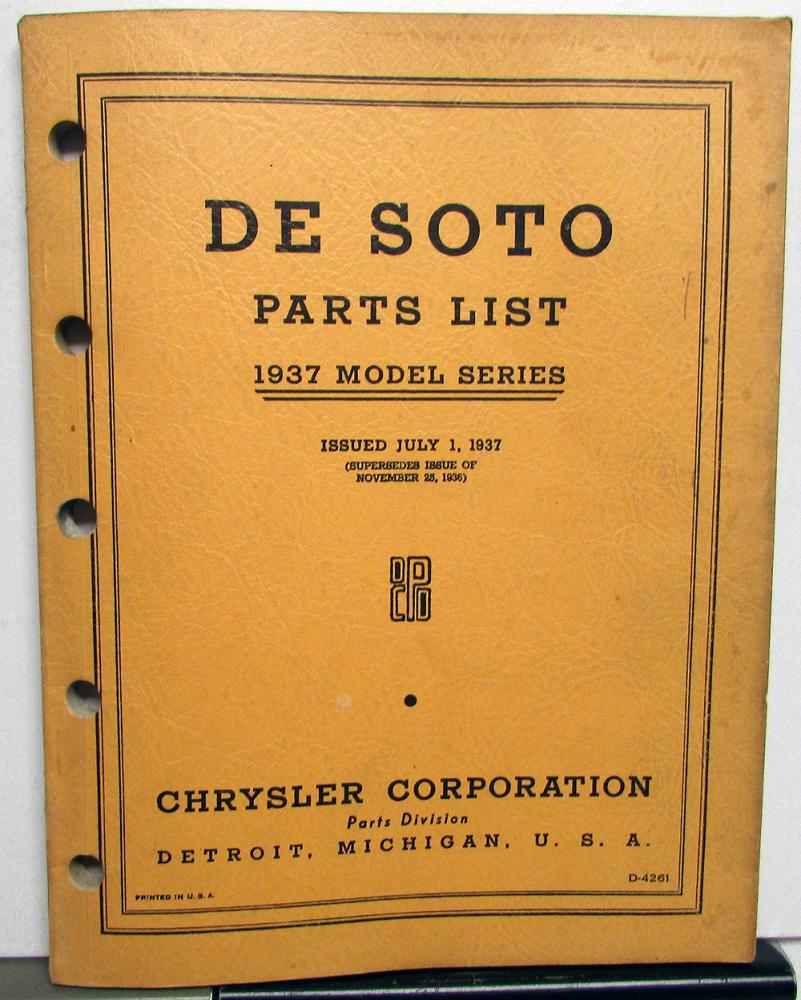 DE SOTO
PARTS LIST
1937 MODEL SERIES
ISSUED JULY 1, 1937
(SUPERSEDES ISSUE OF
NOVEMBER 25, 1936)
CHRYSLER CORPORATION
Parts Division
DETROIT, MICHIGAN, U. S. A.
D-4261
PRINTED IN U. S. A.